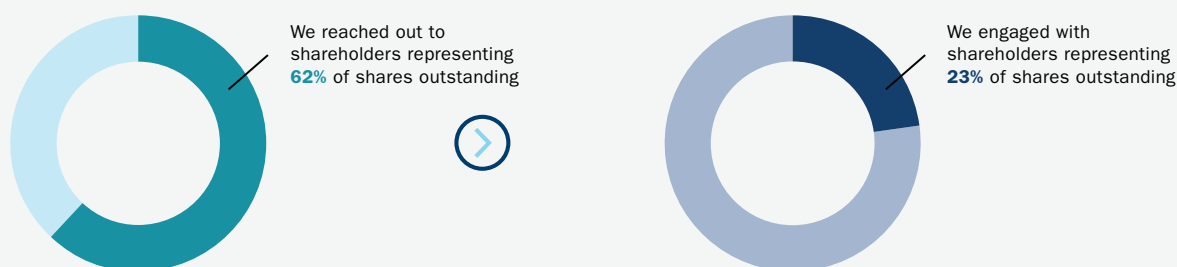 We reached out to
shareholders representing
62% of shares outstanding
We engaged with
shareholders representing
23% of shares outstanding